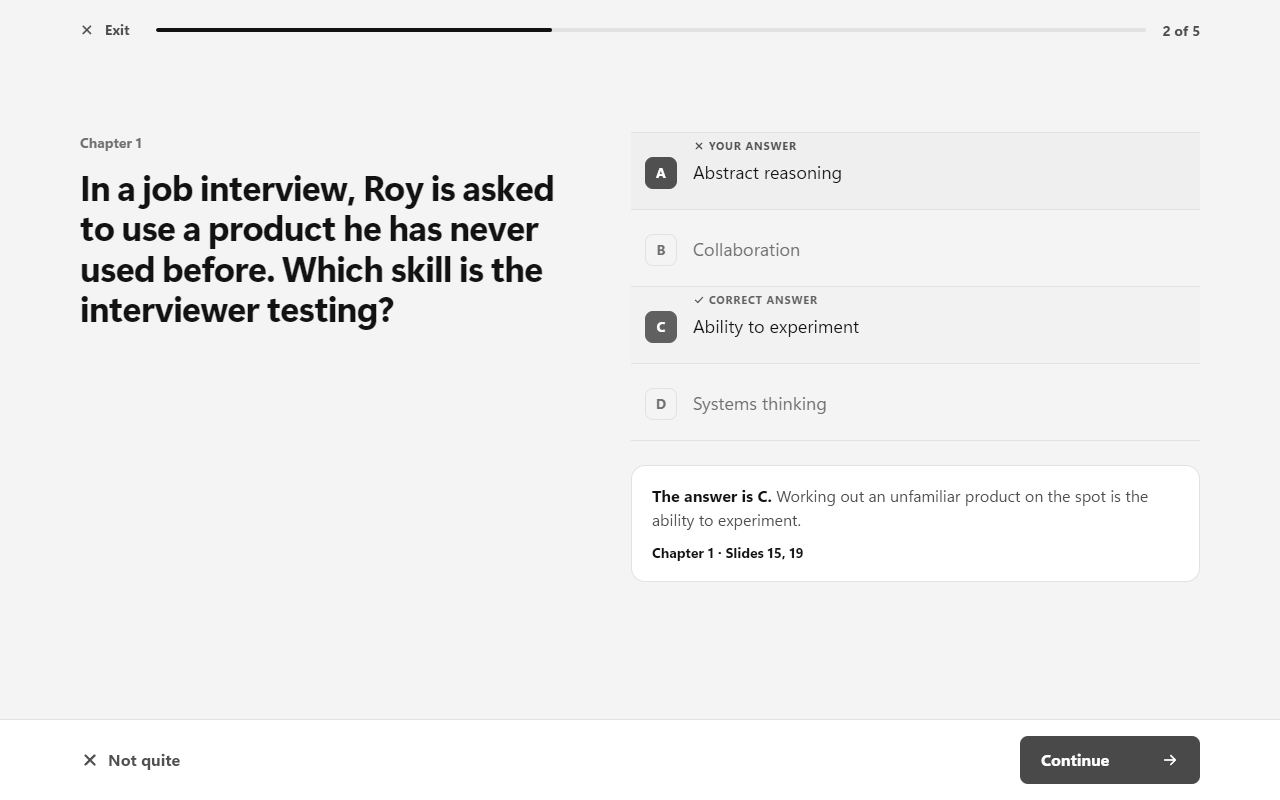 Exit
2 of 5
Chapter 1
In a job interview, Roy is asked
to use a product he has never
used before. Which skill is the
interviewer testing?
YOUR ANSWER
A Abstract reasoning
B Collaboration
CORRECT ANSWER
C Ability to experiment
D Systems thinking
The answer is C. Working out an unfamiliar product on the spot is the
ability to experiment.
Chapter 1 · Slides 15, 19
Not quite
Continue